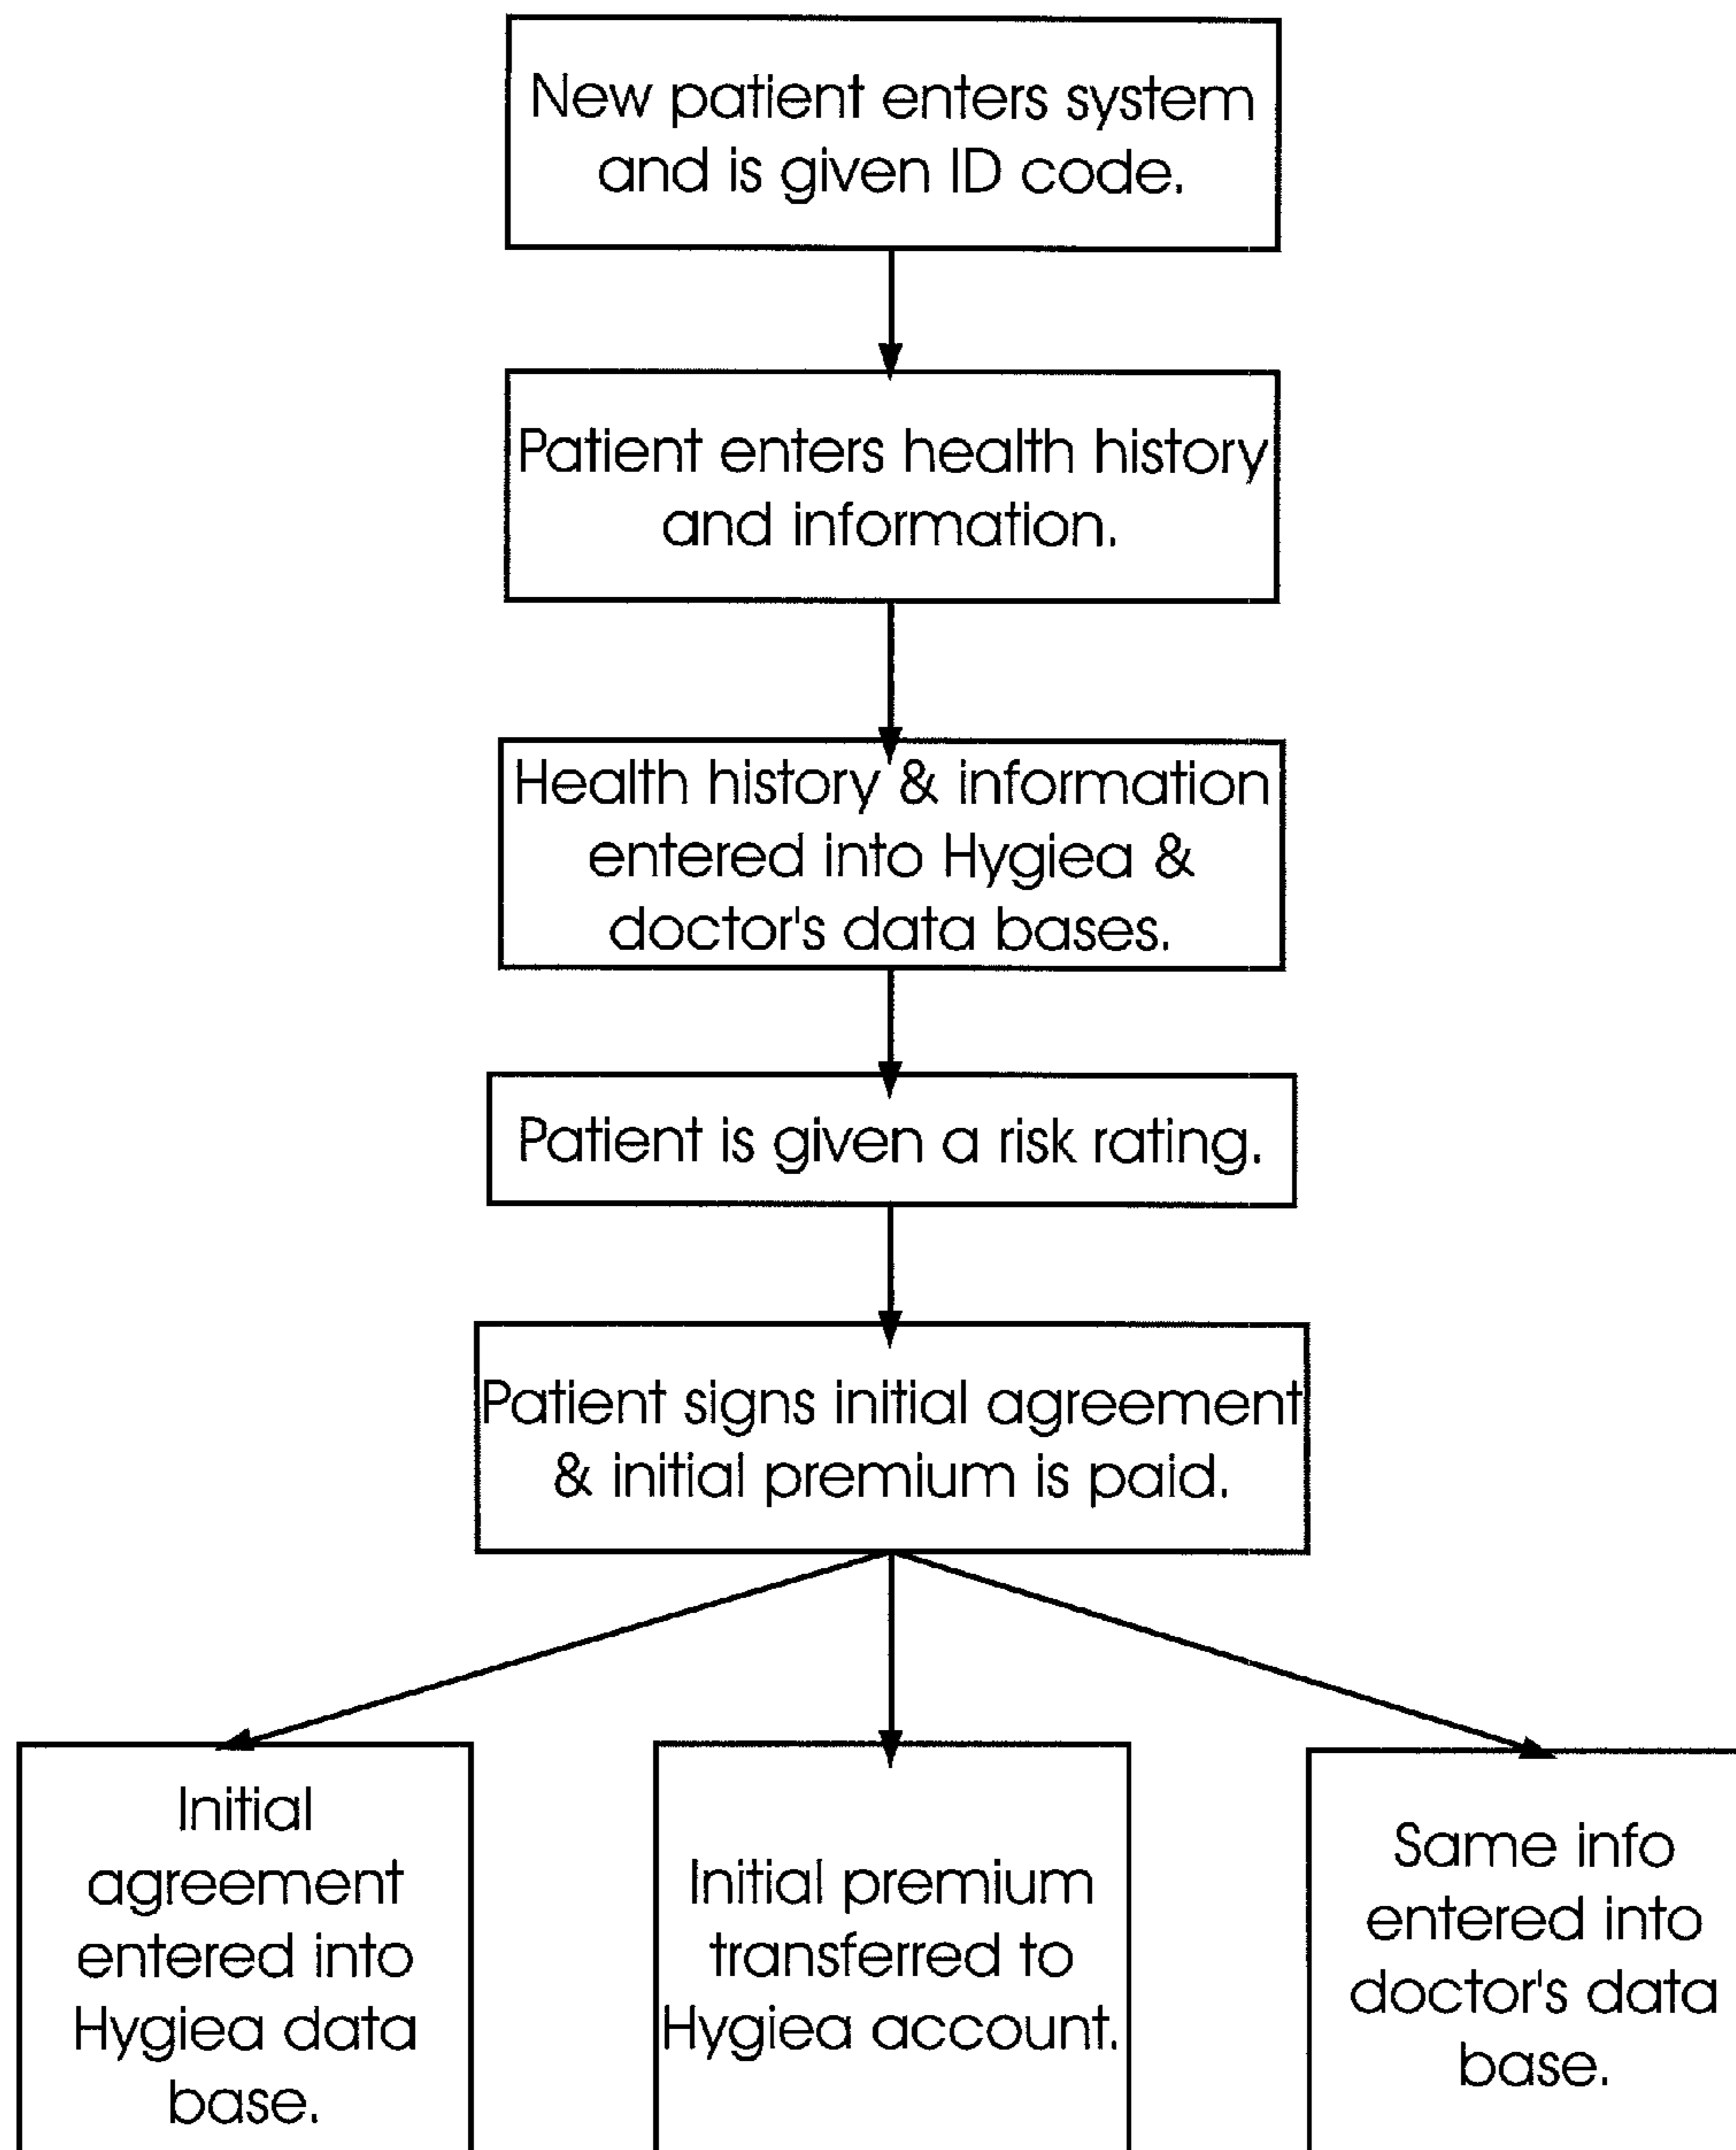 New patient enters system
and is given ID code.
Patient enters health history
and information.
Health history & information
entered into Hygiea &
doctor's data bases.
Patient is given a risk rating.
Patient signs initial agreement
& initial premium is paid.
Initial
agreement
entered into
Hygiea data
base.
Initial premium
transferred to
Hygiea account.
Same info
entered into
doctor's data
base.